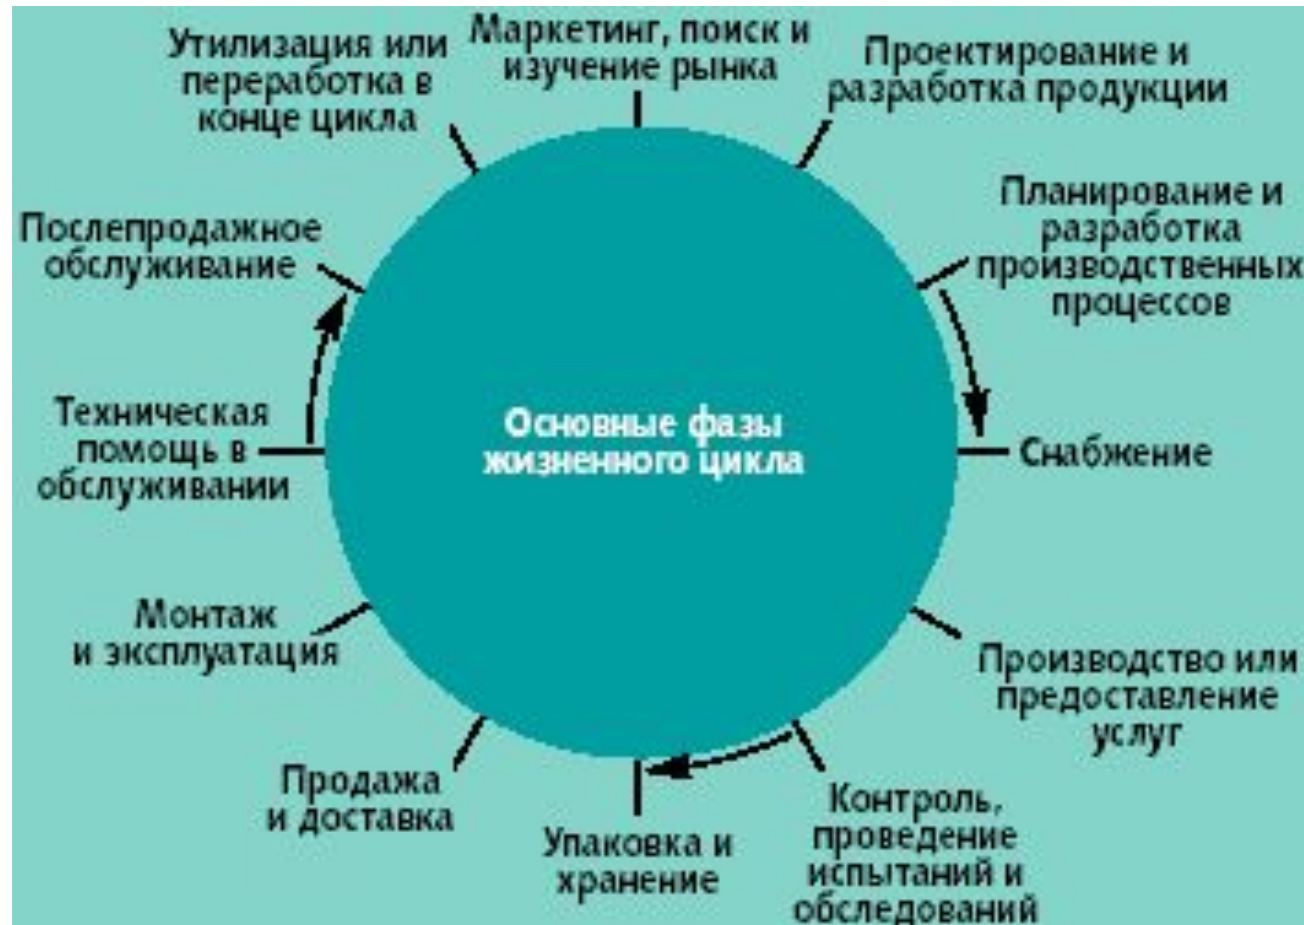 Маркетинг, поиск и
изучение рынка
Проектирование и
разработка продукции
Планирование и
разработка
производственных
процессов
Снабжение
Производство или
предоставление
услуг
Контроль,
проведение
испытаний и
обследований
Упаковка и
хранение
Продажа
и доставка
Монтаж
и эксплуатация
Техническая
помощь в
обслуживании
Послепродажное
обслуживание
Утилизация или
переработка в
конце цикла
Основные фазы
жизненного цикла